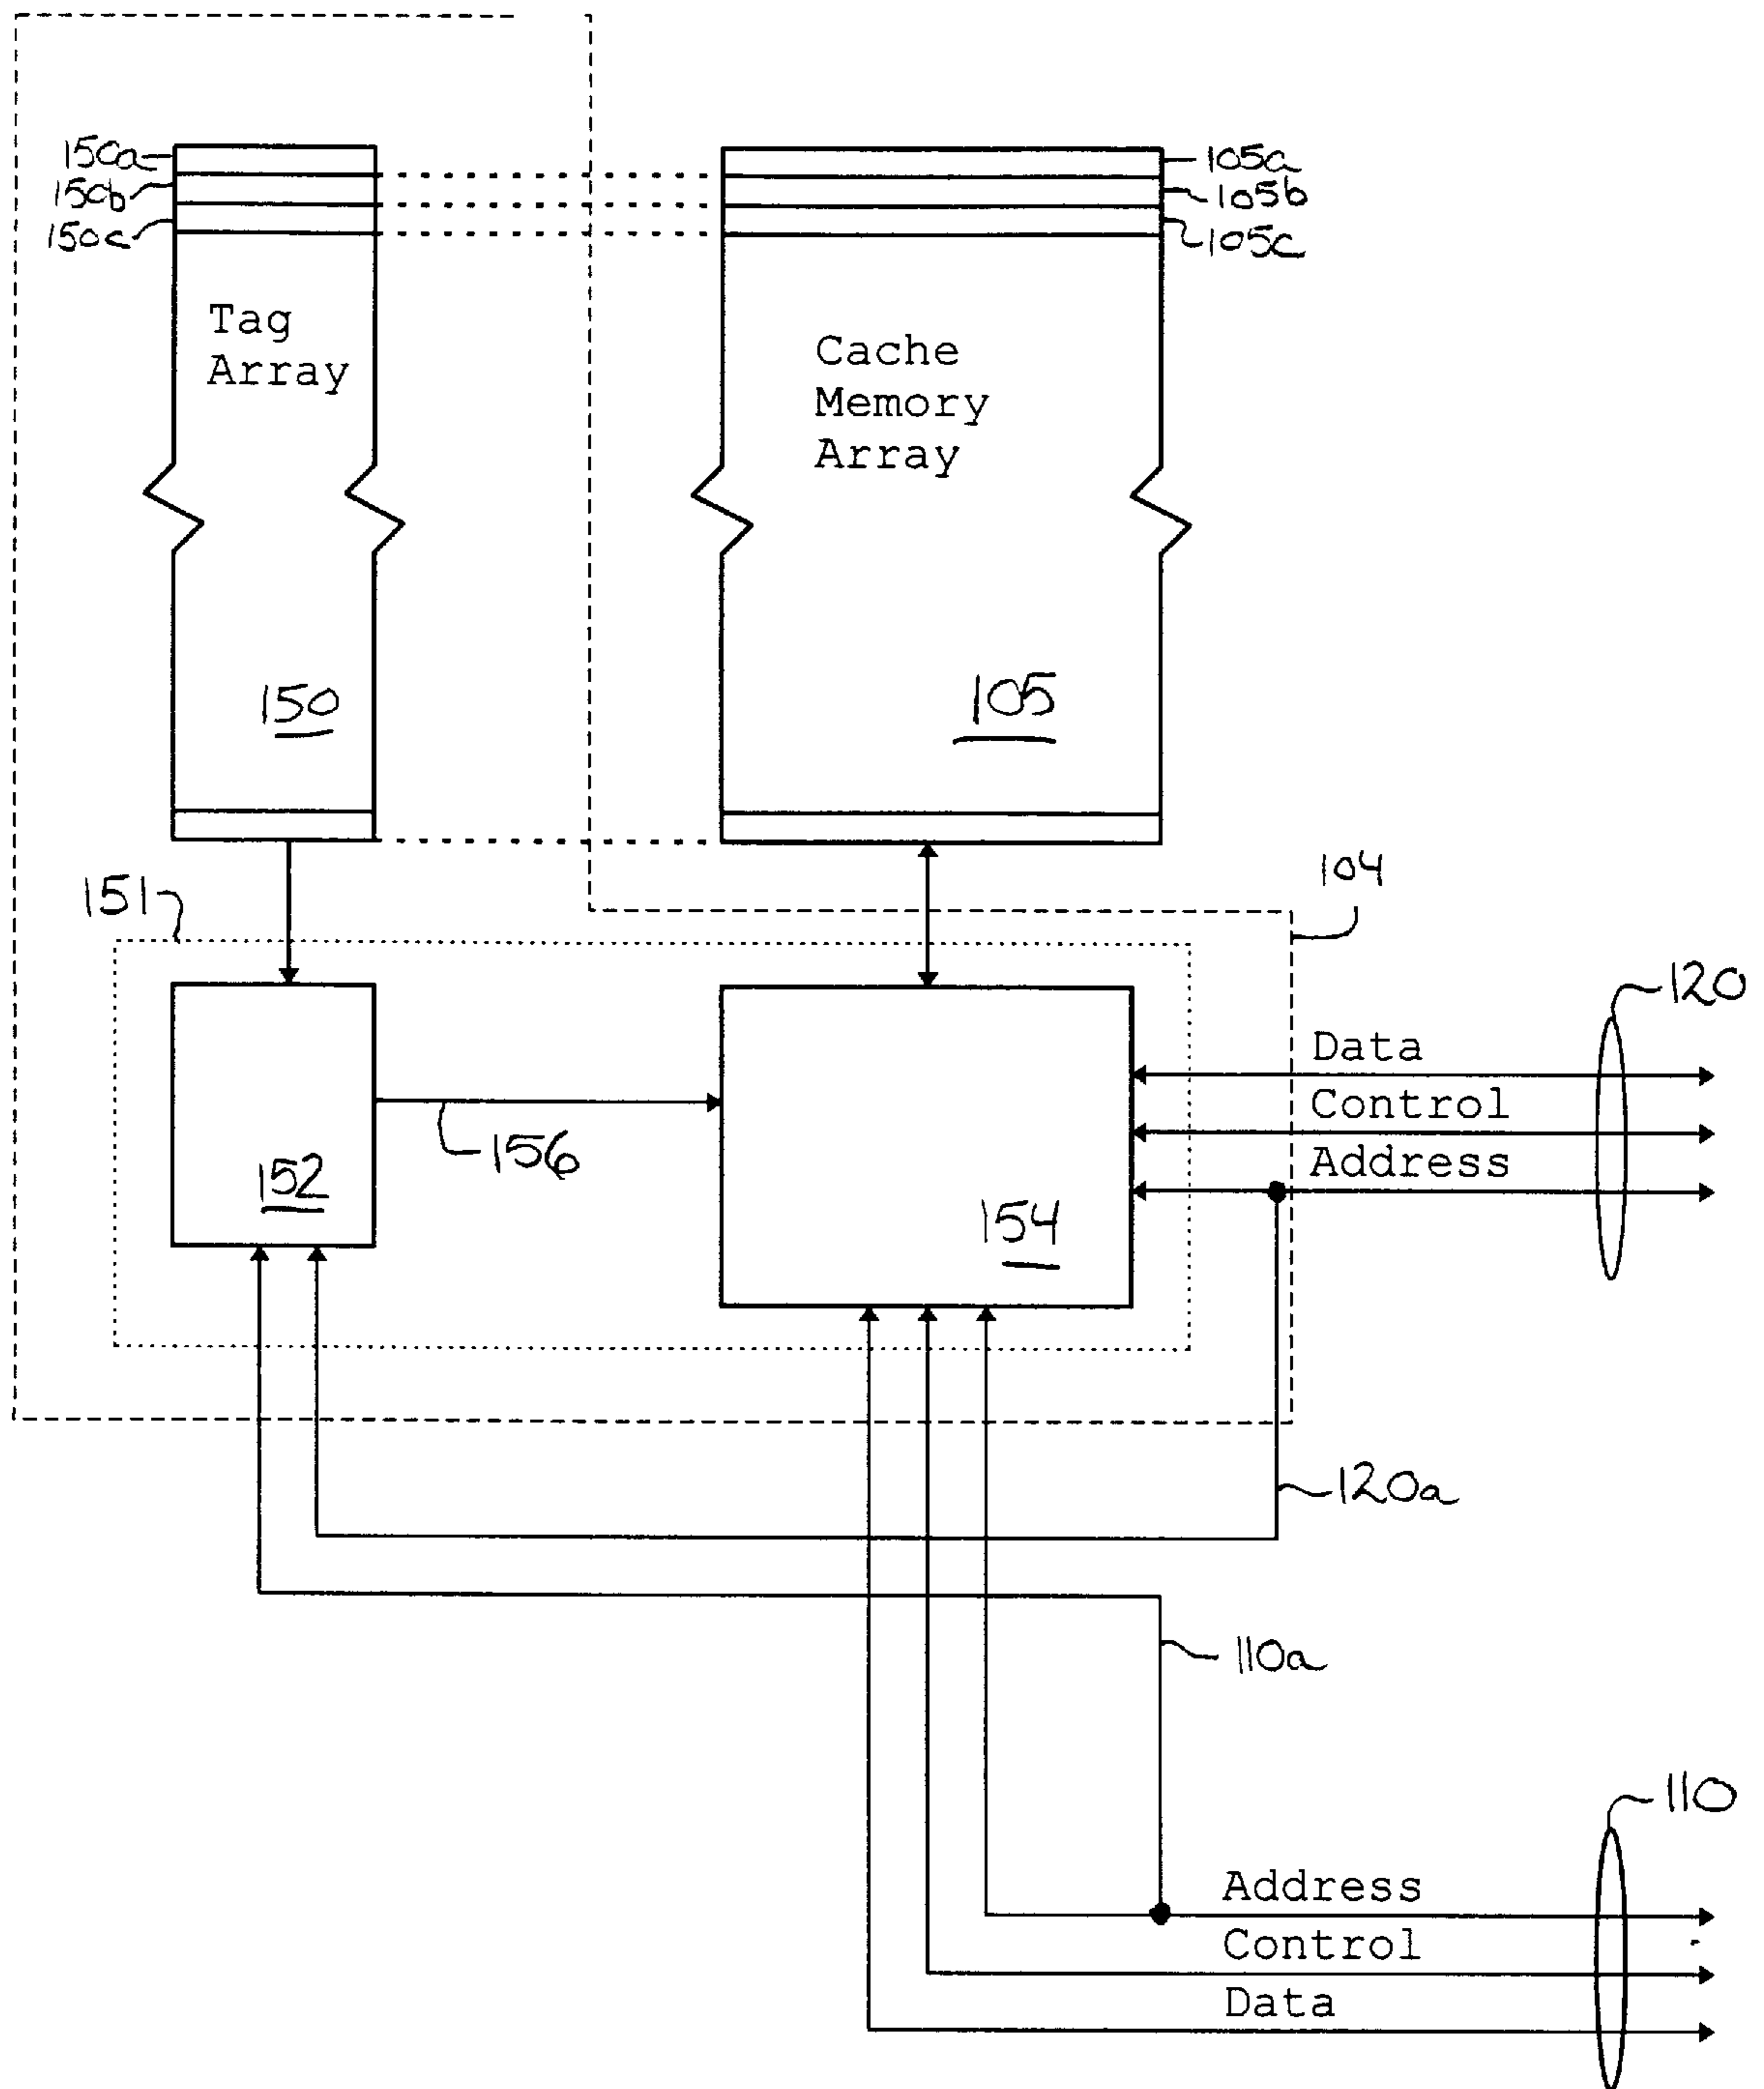 150a
105a
150b
105b
150c
105c
Tag
Array
Cache
Memory
Array
150
105
151
104
120
Data
Control
Address
156
152
154
120a
110a
110
Address
Control
Data